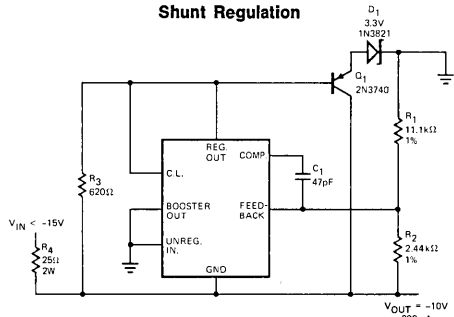 Shunt Regulation
D1
3.3V
1N3821
Q1
2N3740
R1
11.1kΩ
1%
REG.
OUT
COMP.
C1
47pF
C.L.
R3
620Ω
BOOSTER
OUT
FEED-
BACK
VIN < -15V
R4
25Ω
2W
UNREG.
IN.
R2
2.44kΩ
1%
GND
VOUT = -10V